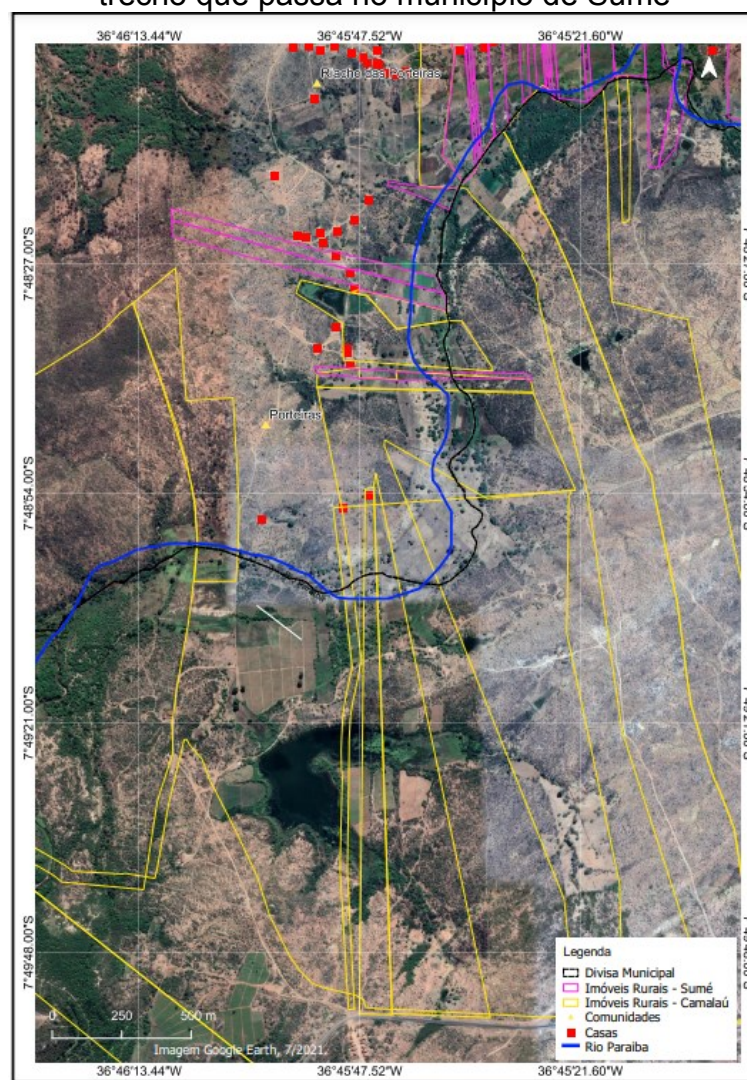 trecho que passa no município de Sumé
36°46'13.44"W 36°45'47.52"W 36°45'21.60"W
Riacho das Porteiras
7°48'27.00"S
Porteiras
7°48'54.00"S
7°49'21.00"S
7°49'48.00"S
Legenda
Divisa Municipal
Imóveis Rurais - Sumé
Imóveis Rurais - Camalaú
Comunidades
Casas
Rio Paraiba
0 250 500 m
Imagem Google Earth, 7/2021.
36°46'13.44"W 36°45'47.52"W 36°45'21.60"W